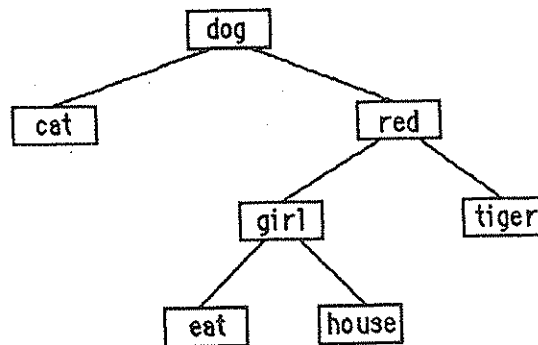 dog
cat
red
girl
tiger
eat
house